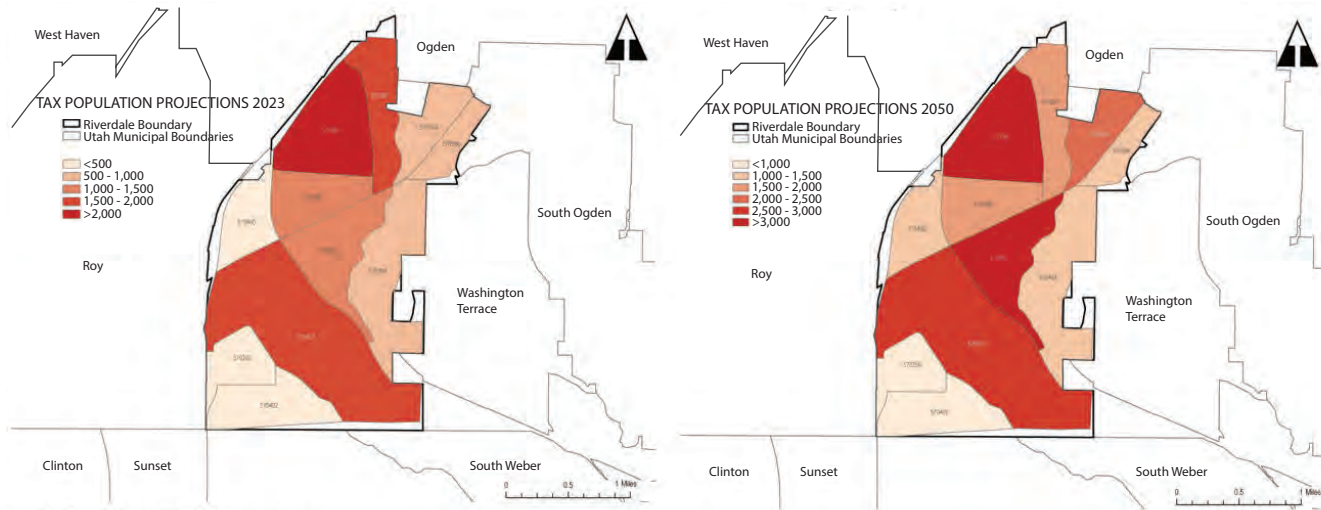 West Haven
Ogden
TAX POPULATION PROJECTIONS 2023
Riverdale Boundary
Utah Municipal Boundaries
<500
500 - 1,000
1,000 - 1,500
1,500 - 2,000
>2,000
South Ogden
Roy
Washington
Terrace
Clinton
Sunset
South Weber
0
0.5
1 Miles
West Haven
Ogden
TAX POPULATION PROJECTIONS 2050
Riverdale Boundary
Utah Municipal Boundaries
<1,000
1,000 - 1,500
1,500 - 2,000
2,000 - 2,500
2,500 - 3,000
>3,000
South Ogden
Roy
Washington
Terrace
Clinton
Sunset
South Weber
0
0.5
1 Miles